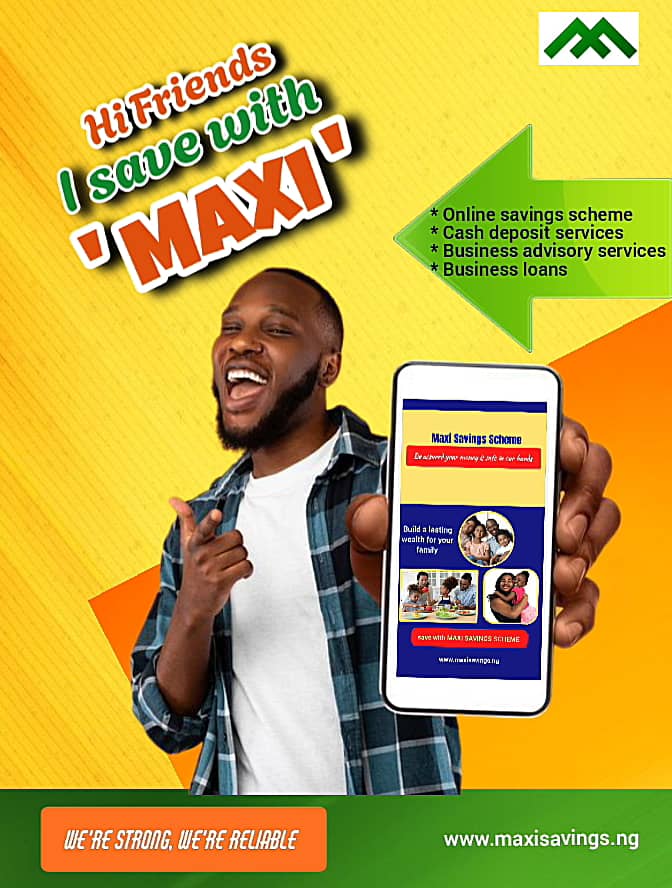 Hi Friends
I save with
'MAXI'
* Online savings scheme
* Cash deposit services
* Business advisory services
* Business loans
Maxi Savings Scheme
Be assured your money is safe in our hands
Build a lasting
wealth for your
family
save with MAXI SAVINGS SCHEME
www.maxisavings.ng
WE'RE STRONG, WE'RE RELIABLE
www.maxisavings.ng